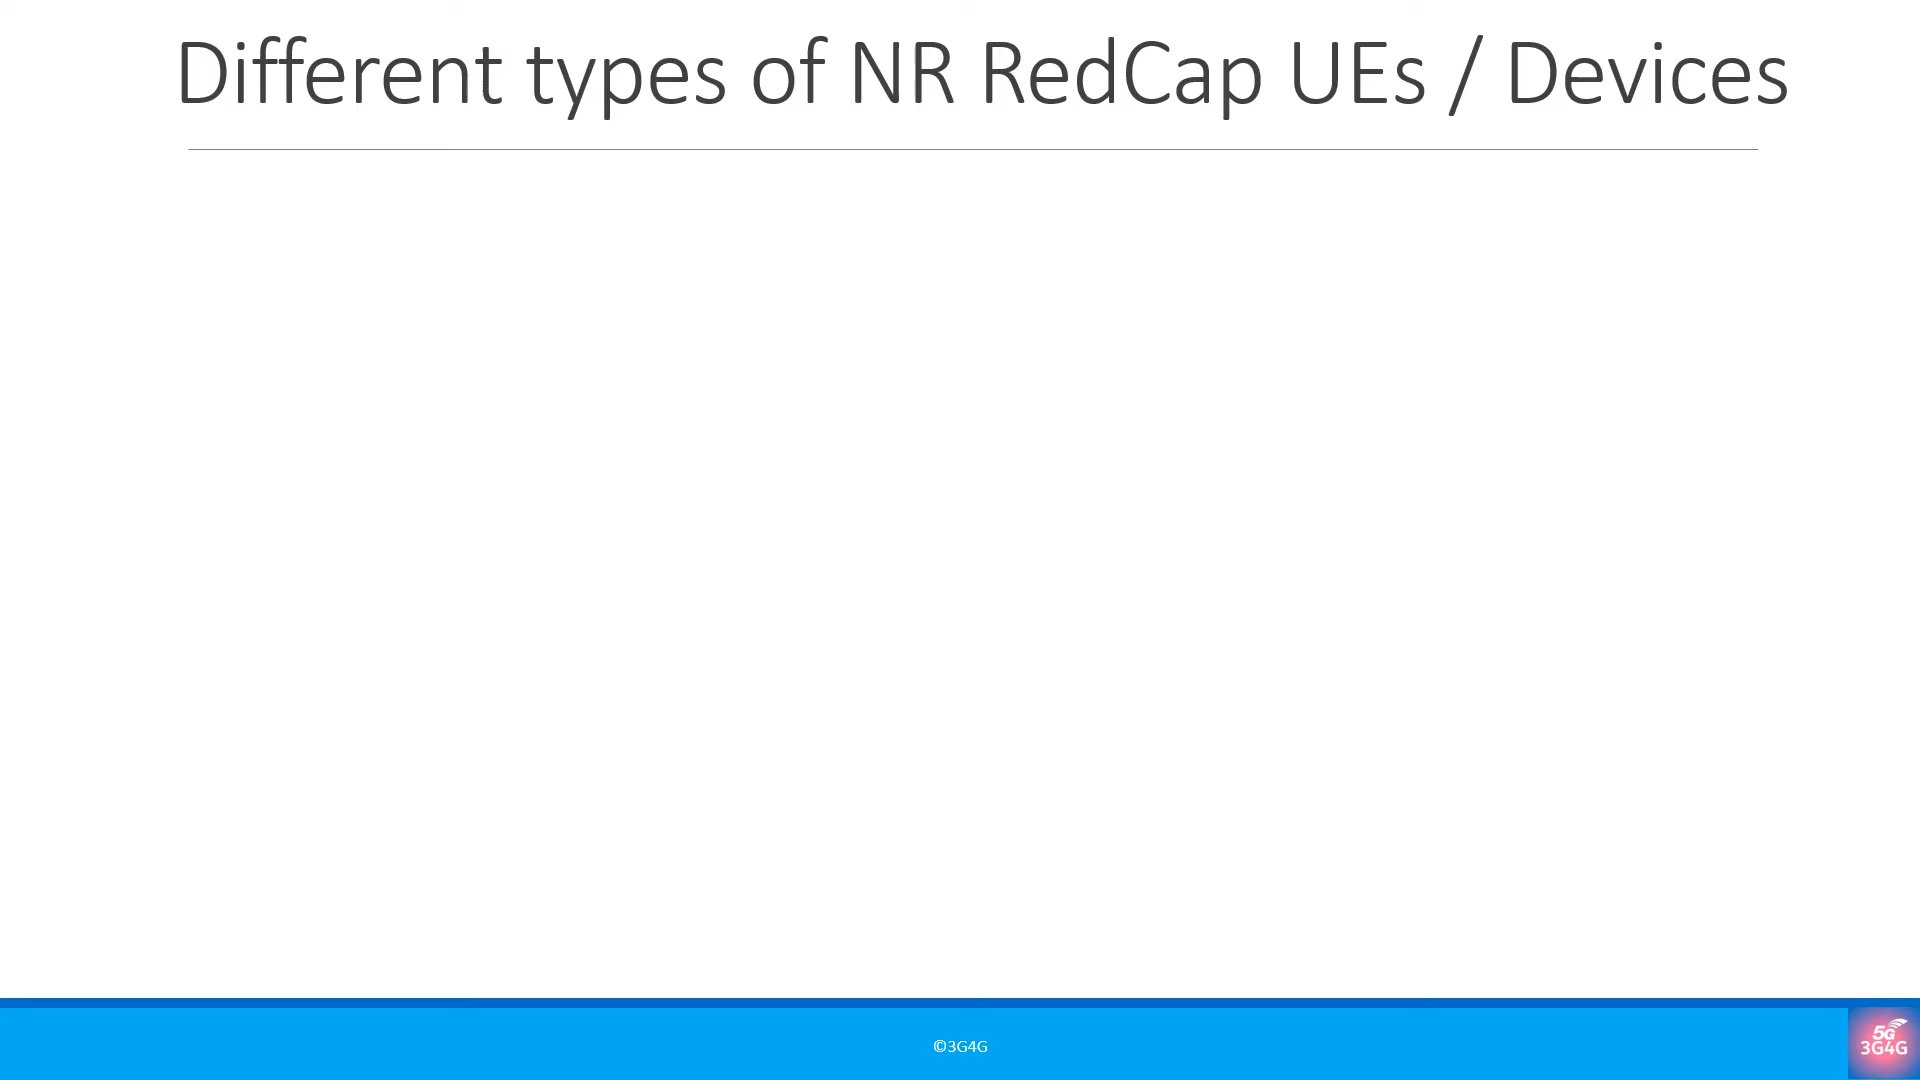 Different types of NR RedCap UEs / Devices
©3G4G
5G
3G4G